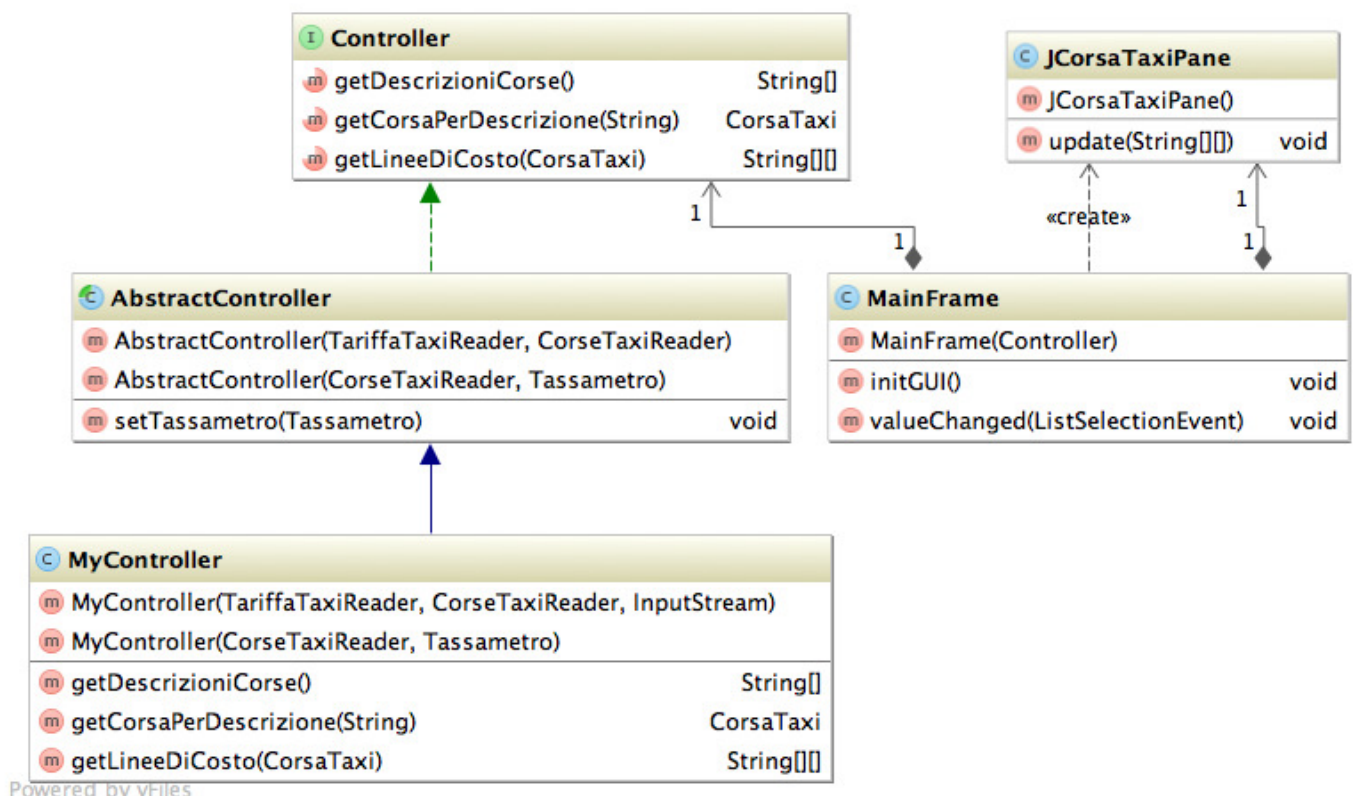 Controller
getDescrizioniCorse() String[]
getCorsaPerDescrizione(String) CorsaTaxi
getLineeDiCosto(CorsaTaxi) String[][]
JCorsaTaxiPane
JCorsaTaxiPane()
update(String[][]) void
1
1
«create»
1
1
AbstractController
AbstractController(TariffaTaxiReader, CorseTaxiReader)
AbstractController(CorseTaxiReader, Tassametro)
setTassametro(Tassametro) void
MainFrame
MainFrame(Controller)
initGUI() void
valueChanged(ListSelectionEvent) void
MyController
MyController(TariffaTaxiReader, CorseTaxiReader, InputStream)
MyController(CorseTaxiReader, Tassametro)
getDescrizioniCorse() String[]
getCorsaPerDescrizione(String) CorsaTaxi
getLineeDiCosto(CorsaTaxi) String[][]
Powered by yFiles